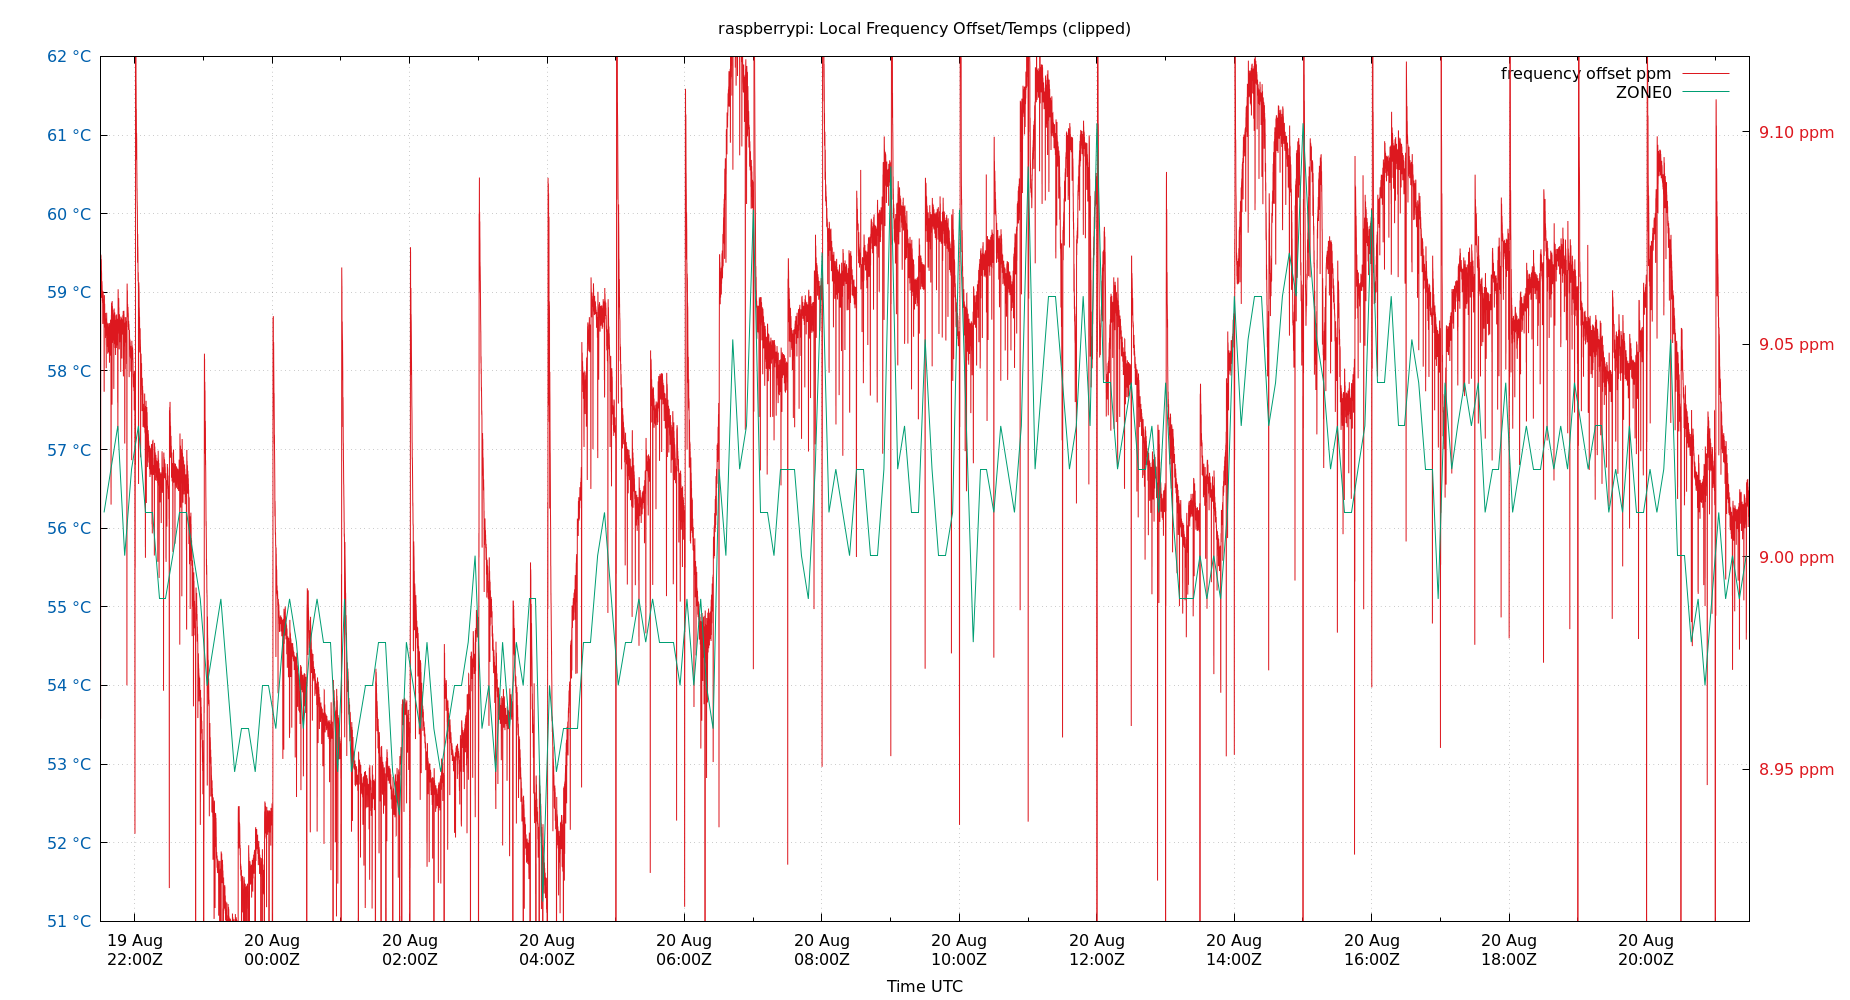 raspberrypi: Local Frequency Offset/Temps (clipped)
62 °C
61 °C
60 °C
59 °C
58 °C
57 °C
56 °C
55 °C
54 °C
53 °C
52 °C
51 °C
frequency offset ppm
ZONE0
9.10 ppm
9.05 ppm
9.00 ppm
8.95 ppm
19 Aug 20 Aug 20 Aug 20 Aug 20 Aug 20 Aug 20 Aug 20 Aug 20 Aug 20 Aug 20 Aug 20 Aug
22:00Z 00:00Z 02:00Z 04:00Z 06:00Z 08:00Z 10:00Z 12:00Z 14:00Z 16:00Z 18:00Z 20:00Z
Time UTC